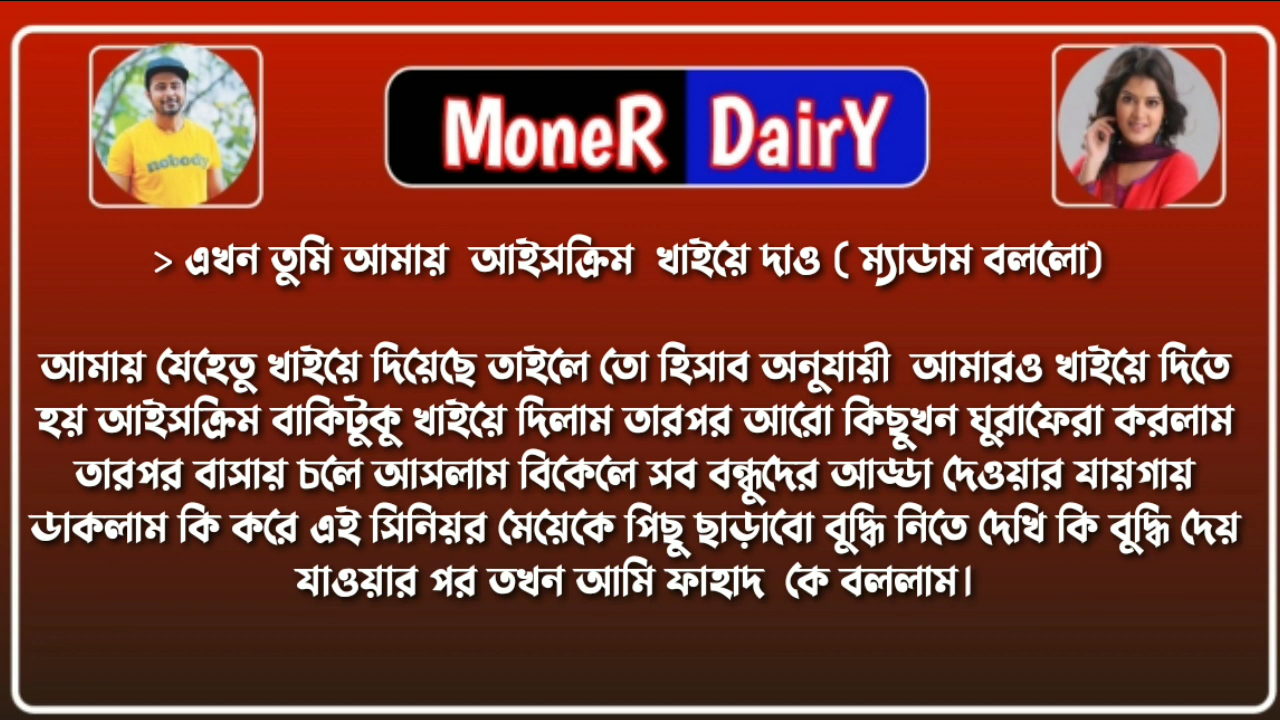 MoneR DairY
nobody
> এখন তুমি আমায় আইসক্রিম খাইয়ে দাও ( ম্যাডাম বললো)
আমায় যেহেতু খাইয়ে দিয়েছে তাইলে তো হিসাব অনুযায়ী আমারও খাইয়ে দিতে
হয় আইসক্রিম বাকিটুকু খাইয়ে দিলাম তারপর আরো কিছুখন ঘুরাফেরা করলাম
তারপর বাসায় চলে আসলাম বিকেলে সব বন্ধুদের আড্ডা দেওয়ার যায়গায়
ডাকলাম কি করে এই সিনিয়র মেয়েকে পিছু ছাড়াবো বুদ্ধি নিতে দেখি কি বুদ্ধি দেয়
যাওয়ার পর তখন আমি ফাহাদ কে বললাম।